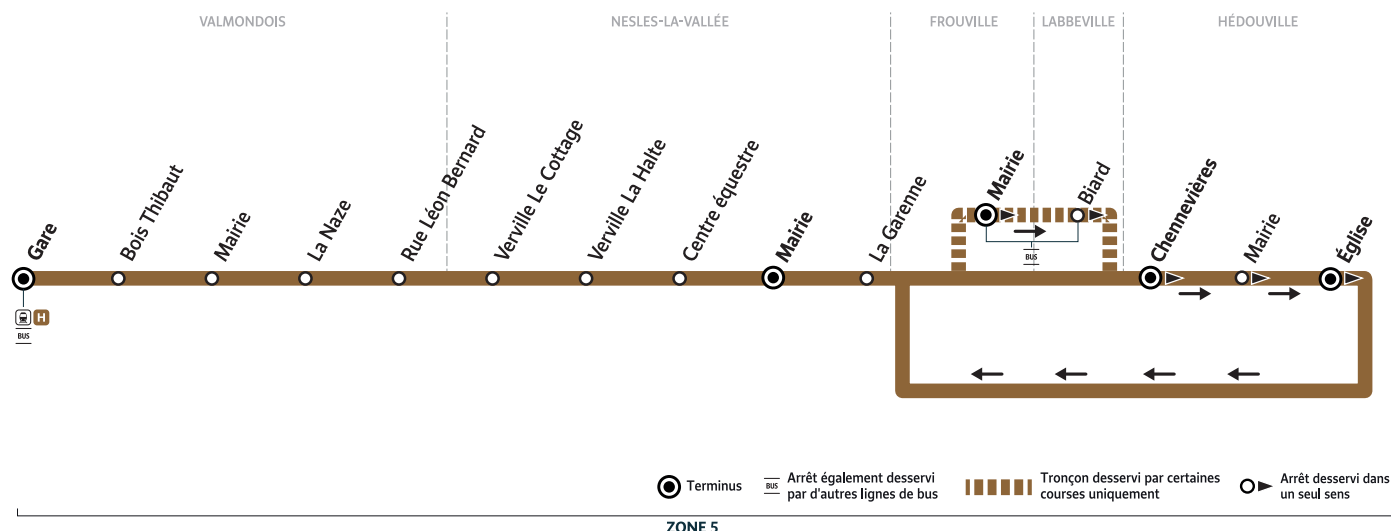 VALMONDOIS
NESLES-LA-VALLÉE
FROUVILLE
LABBEVILLE
HÉDOUVILLE
Gare
Bois Thibaut
Mairie
La Naze
Rue Léon Bernard
Verville Le Cottage
Verville La Halte
Centre équestre
Mairie
La Garenne
Mairie
Biard
Chennevières
Mairie
Église
BUS
H
BUS
Terminus
BUS
Arrêt également desservi
par d'autres lignes de bus
Tronçon desservi par certaines
courses uniquement
Arrêt desservi dans
un seul sens
ZONE 5